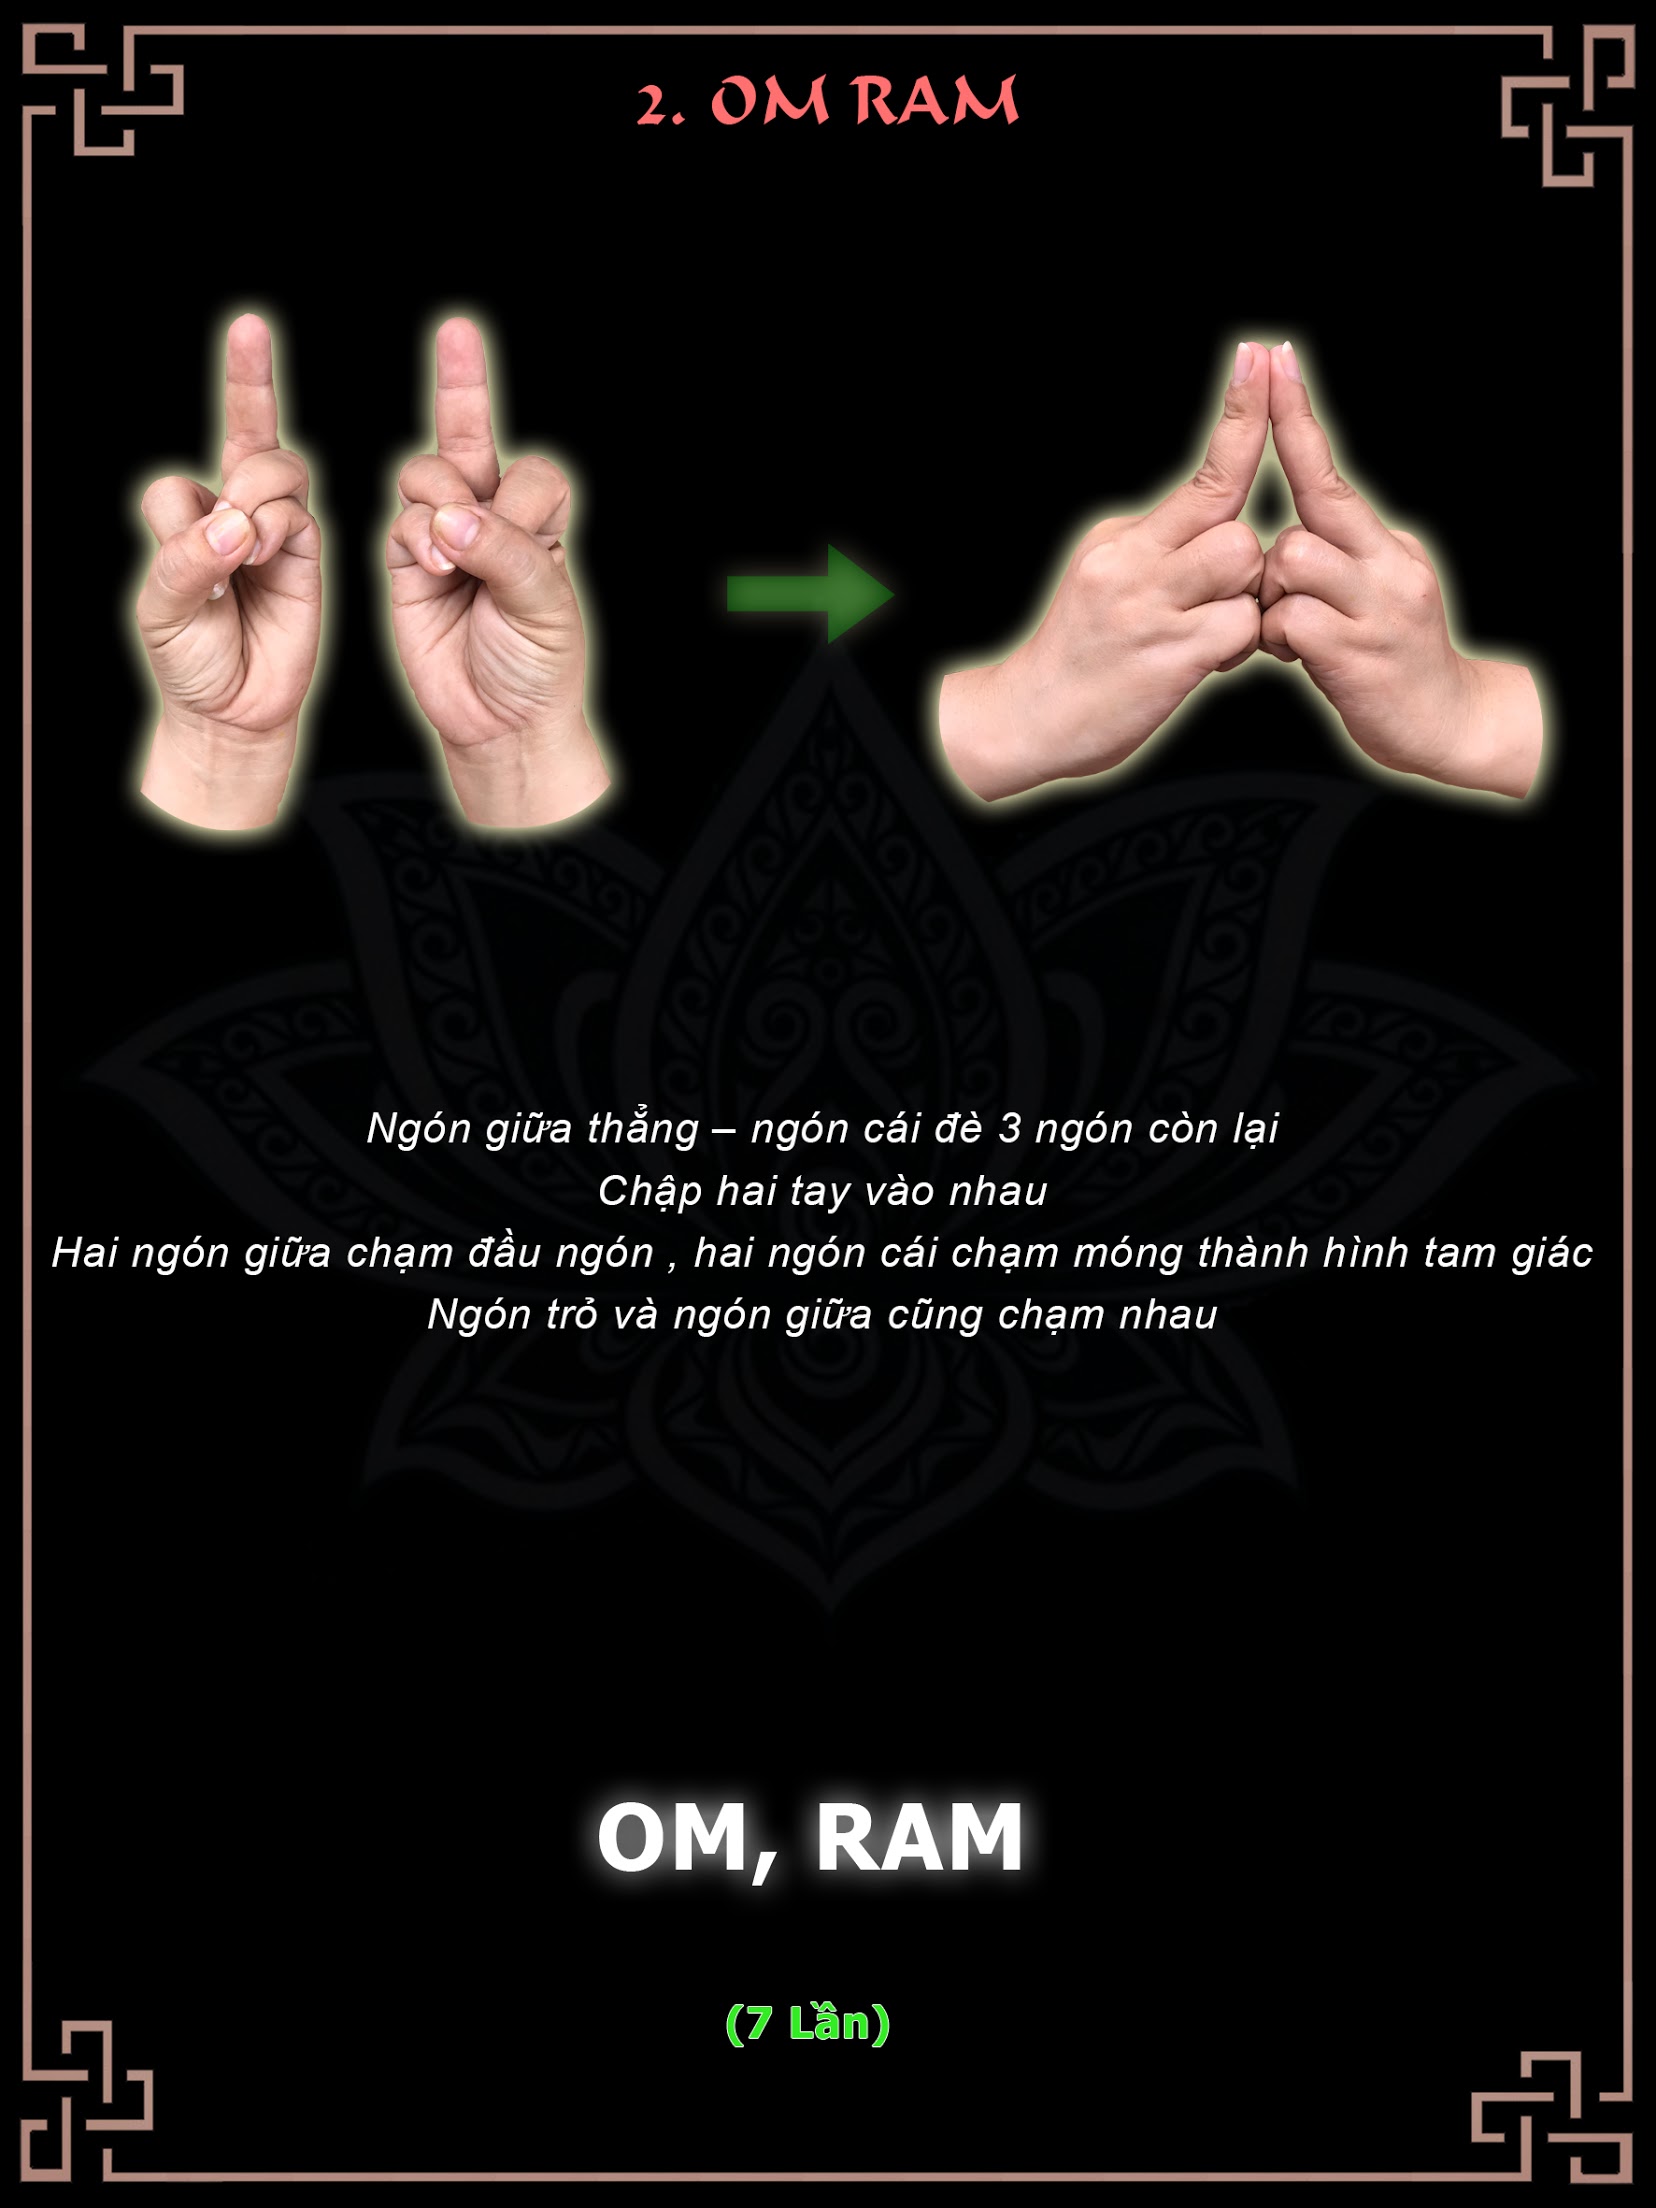 2. OM RAM
Ngón giữa thẳng – ngón cái đè 3 ngón còn lại
Chập hai tay vào nhau
Hai ngón giữa chạm đầu ngón , hai ngón cái chạm móng thành hình tam giác
Ngón trỏ và ngón giữa cũng chạm nhau
OM, RAM
(7 Lần)